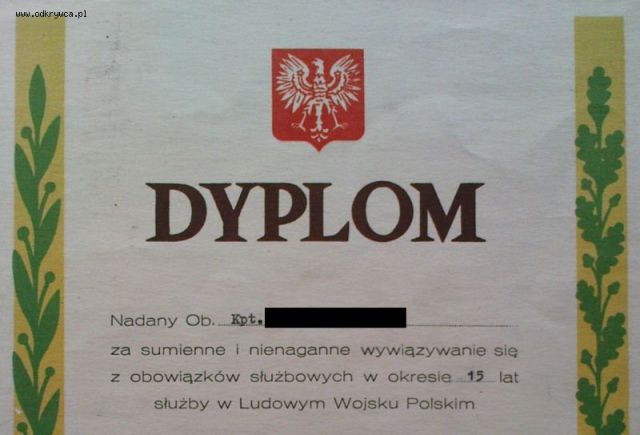 www.odkrywca.pl
DYPLOM
Nadany Ob. Kpt.
za sumienne i nienaganne wywiązywanie się
z obowiązków służbowych w okresie 15 lat
służby w Ludowym Wojsku Polskim